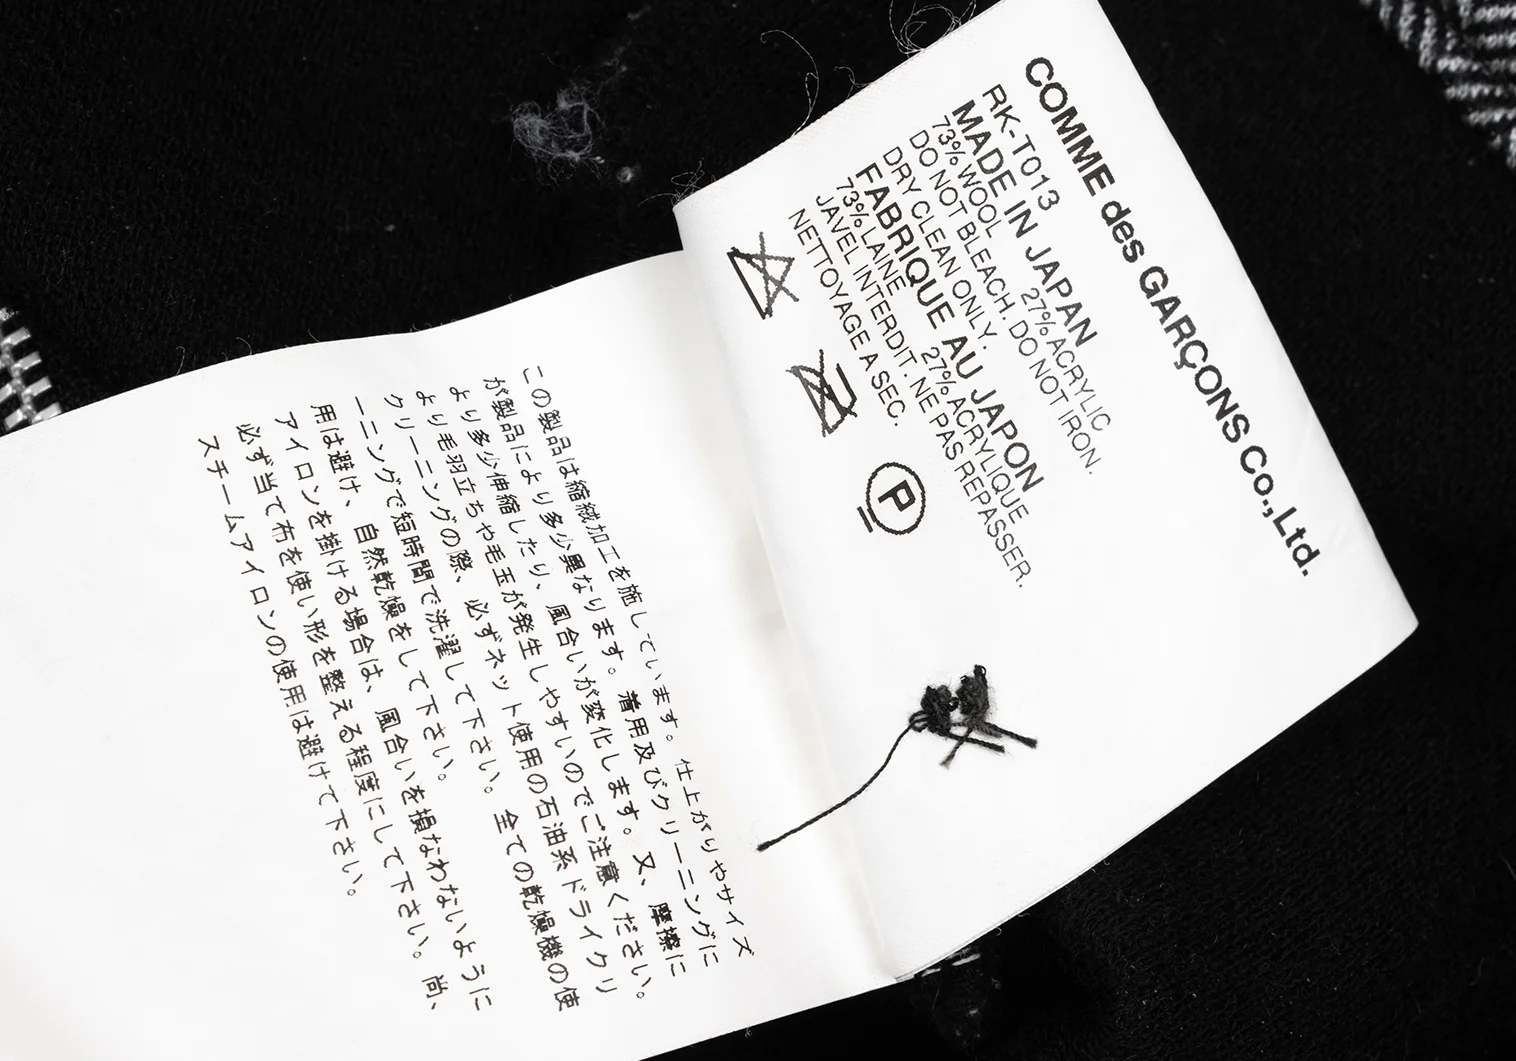 COMME des GARÇONS Co., Ltd.
RK-T013
MADE IN JAPAN
73% WOOL 27% ACRYLIC
DO NOT BLEACH. DO NOT IRON.
DRY CLEAN ONLY.
FABRIQUE AU JAPON
73% LAINE 27% ACRYLIQUE
JAVEL INTERDIT. NE PAS REPASSER.
NETTOYAGE A SEC.
P
この製品は縮絨加工を施しています。仕上がりやサイズ
が製品により多少異なります。着用及びクリーニングに
より多少伸縮したり、風合いが変化します。又、摩擦に
より毛羽立ちや毛玉が発生しやすいのでご注意ください。
クリーニングの際、必ずネット使用の石油系ドライクリ
ーニングで短時間で洗濯して下さい。全ての乾燥機の使
用は避け、自然乾燥をして下さい。
アイロンを掛ける場合は、風合いを損なわないように
必ず当て布を使い形を整える程度にして下さい。尚、
スチームアイロンの使用は避けて下さい。